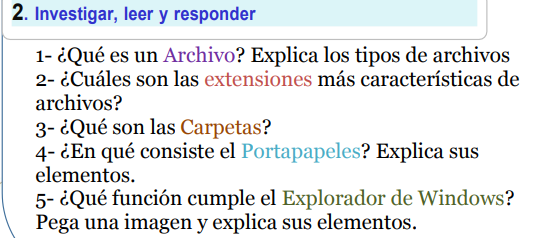 2. Investigar, leer y responder
1- ¿Qué es un Archivo? Explica los tipos de archivos
2- ¿Cuáles son las extensiones más características de
archivos?
3- ¿Qué son las Carpetas?
4- ¿En qué consiste el Portapapeles? Explica sus
elementos.
5- ¿Qué función cumple el Explorador de Windows?
Pega una imagen y explica sus elementos.